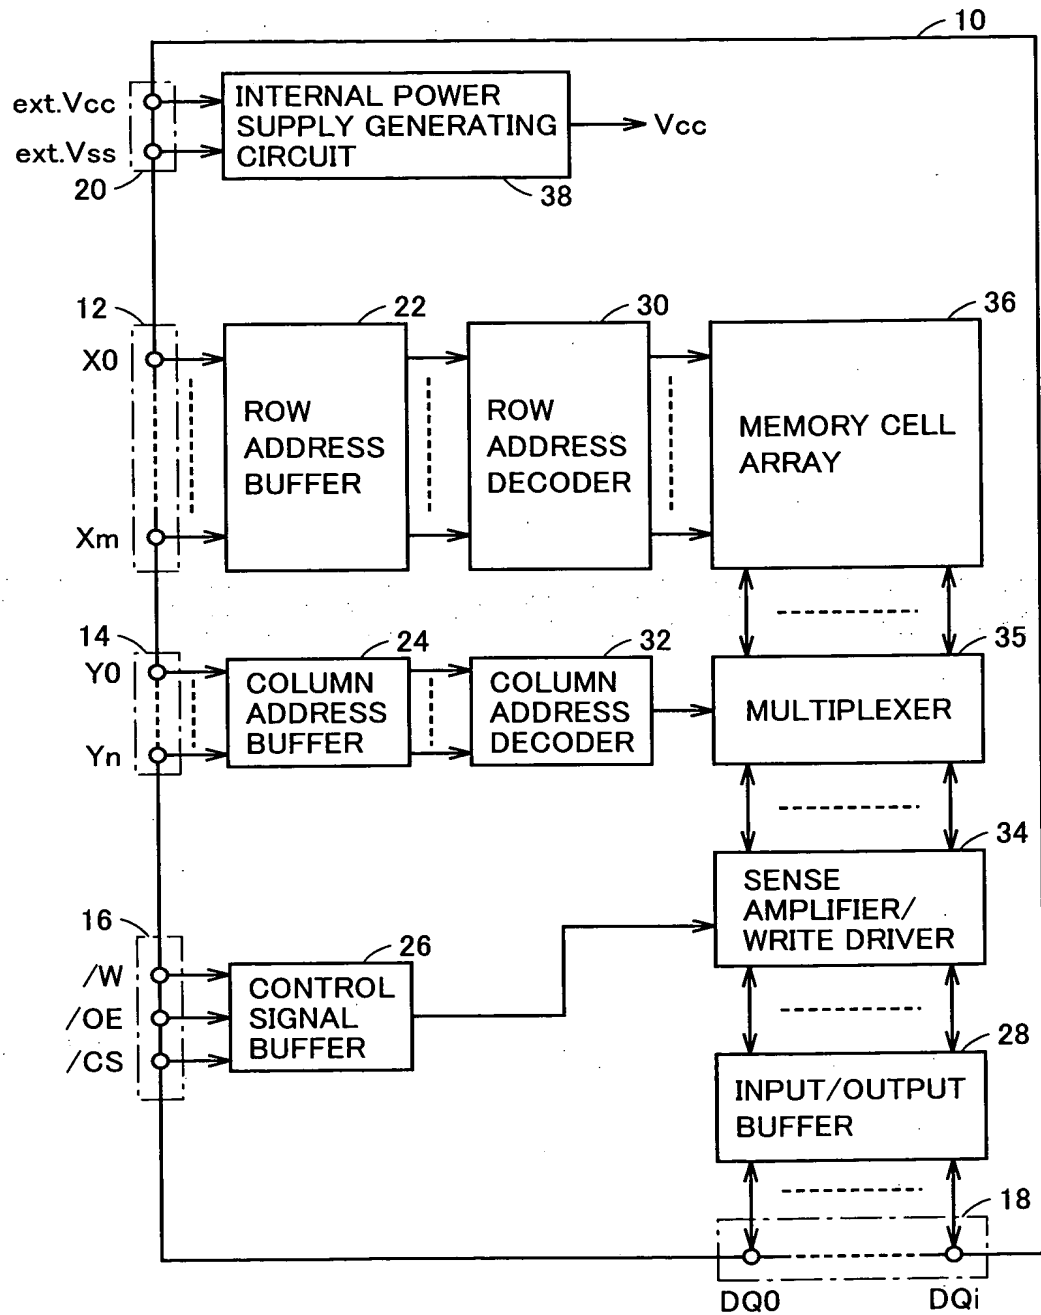 10
ext.Vcc
ext.Vss
20
INTERNAL POWER
SUPPLY GENERATING
CIRCUIT
38
Vcc
12
X0
Xm
22
ROW
ADDRESS
BUFFER
30
ROW
ADDRESS
DECODER
36
MEMORY CELL
ARRAY
14
Y0
Yn
24
COLUMN
ADDRESS
BUFFER
32
COLUMN
ADDRESS
DECODER
35
MULTIPLEXER
34
SENSE
AMPLIFIER/
WRITE DRIVER
16
/W
/OE
/CS
26
CONTROL
SIGNAL
BUFFER
28
INPUT/OUTPUT
BUFFER
18
DQ0
DQi